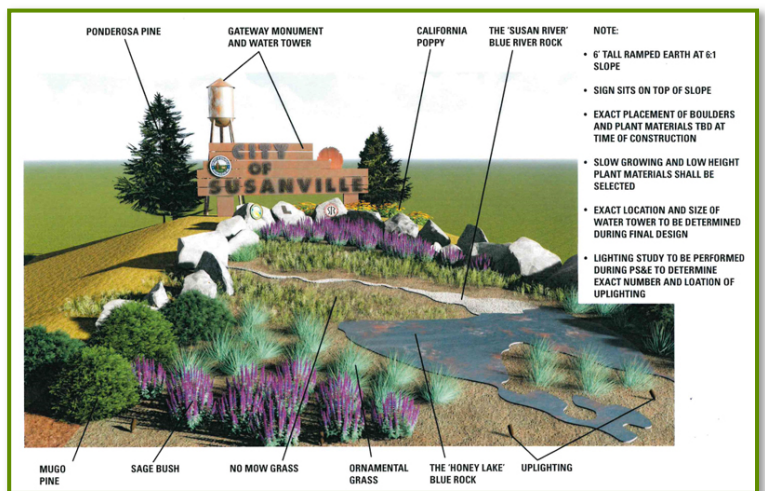 PONDEROSA PINE
GATEWAY MONUMENT
AND WATER TOWER
CALIFORNIA
POPPY
THE 'SUSAN RIVER'
BLUE RIVER ROCK
NOTE:
• 6' TALL RAMPED EARTH AT 6:1
SLOPE
• SIGN SITS ON TOP OF SLOPE
• EXACT PLACEMENT OF BOULDERS
AND PLANT MATERIALS TBD AT
TIME OF CONSTRUCTION
• SLOW GROWING AND LOW HEIGHT
PLANT MATERIALS SHALL BE
SELECTED
• EXACT LOCATION AND SIZE OF
WATER TOWER TO BE DETERMINED
DURING FINAL DESIGN
• LIGHTING STUDY TO BE PERFORMED
DURING PS&E TO DETERMINE
EXACT NUMBER AND LOATION OF
UPLIGHTING
CITY
OF
SUSANVILLE
MUGO
PINE
SAGE BUSH
NO MOW GRASS
ORNAMENTAL
GRASS
THE 'HONEY LAKE'
BLUE ROCK
UPLIGHTING